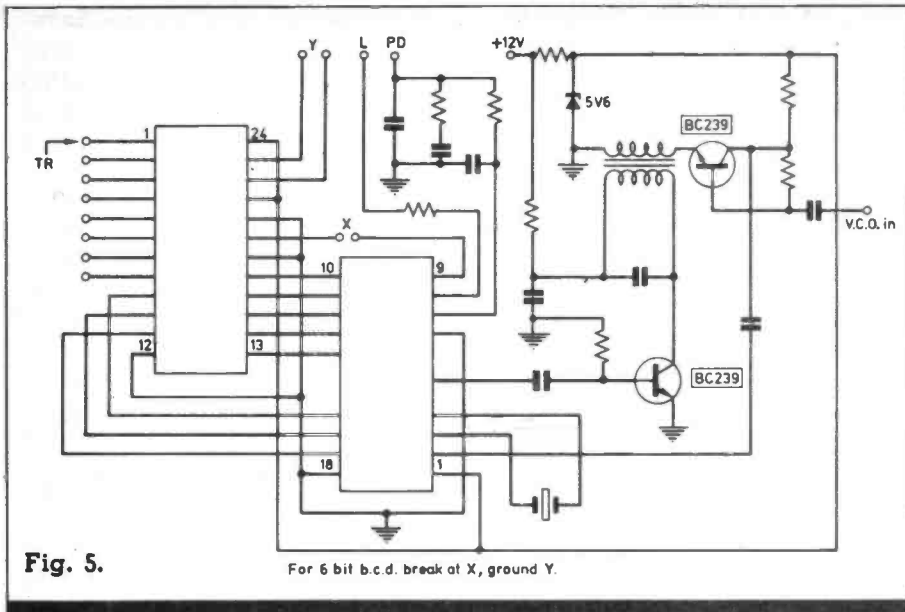 Y L PD +12V
5V6
BC239
1 24
TR
X
V.C.O. in
10 9
12 13
BC239
18 1
Fig. 5.
For 6 bit b.c.d. break at X, ground Y.